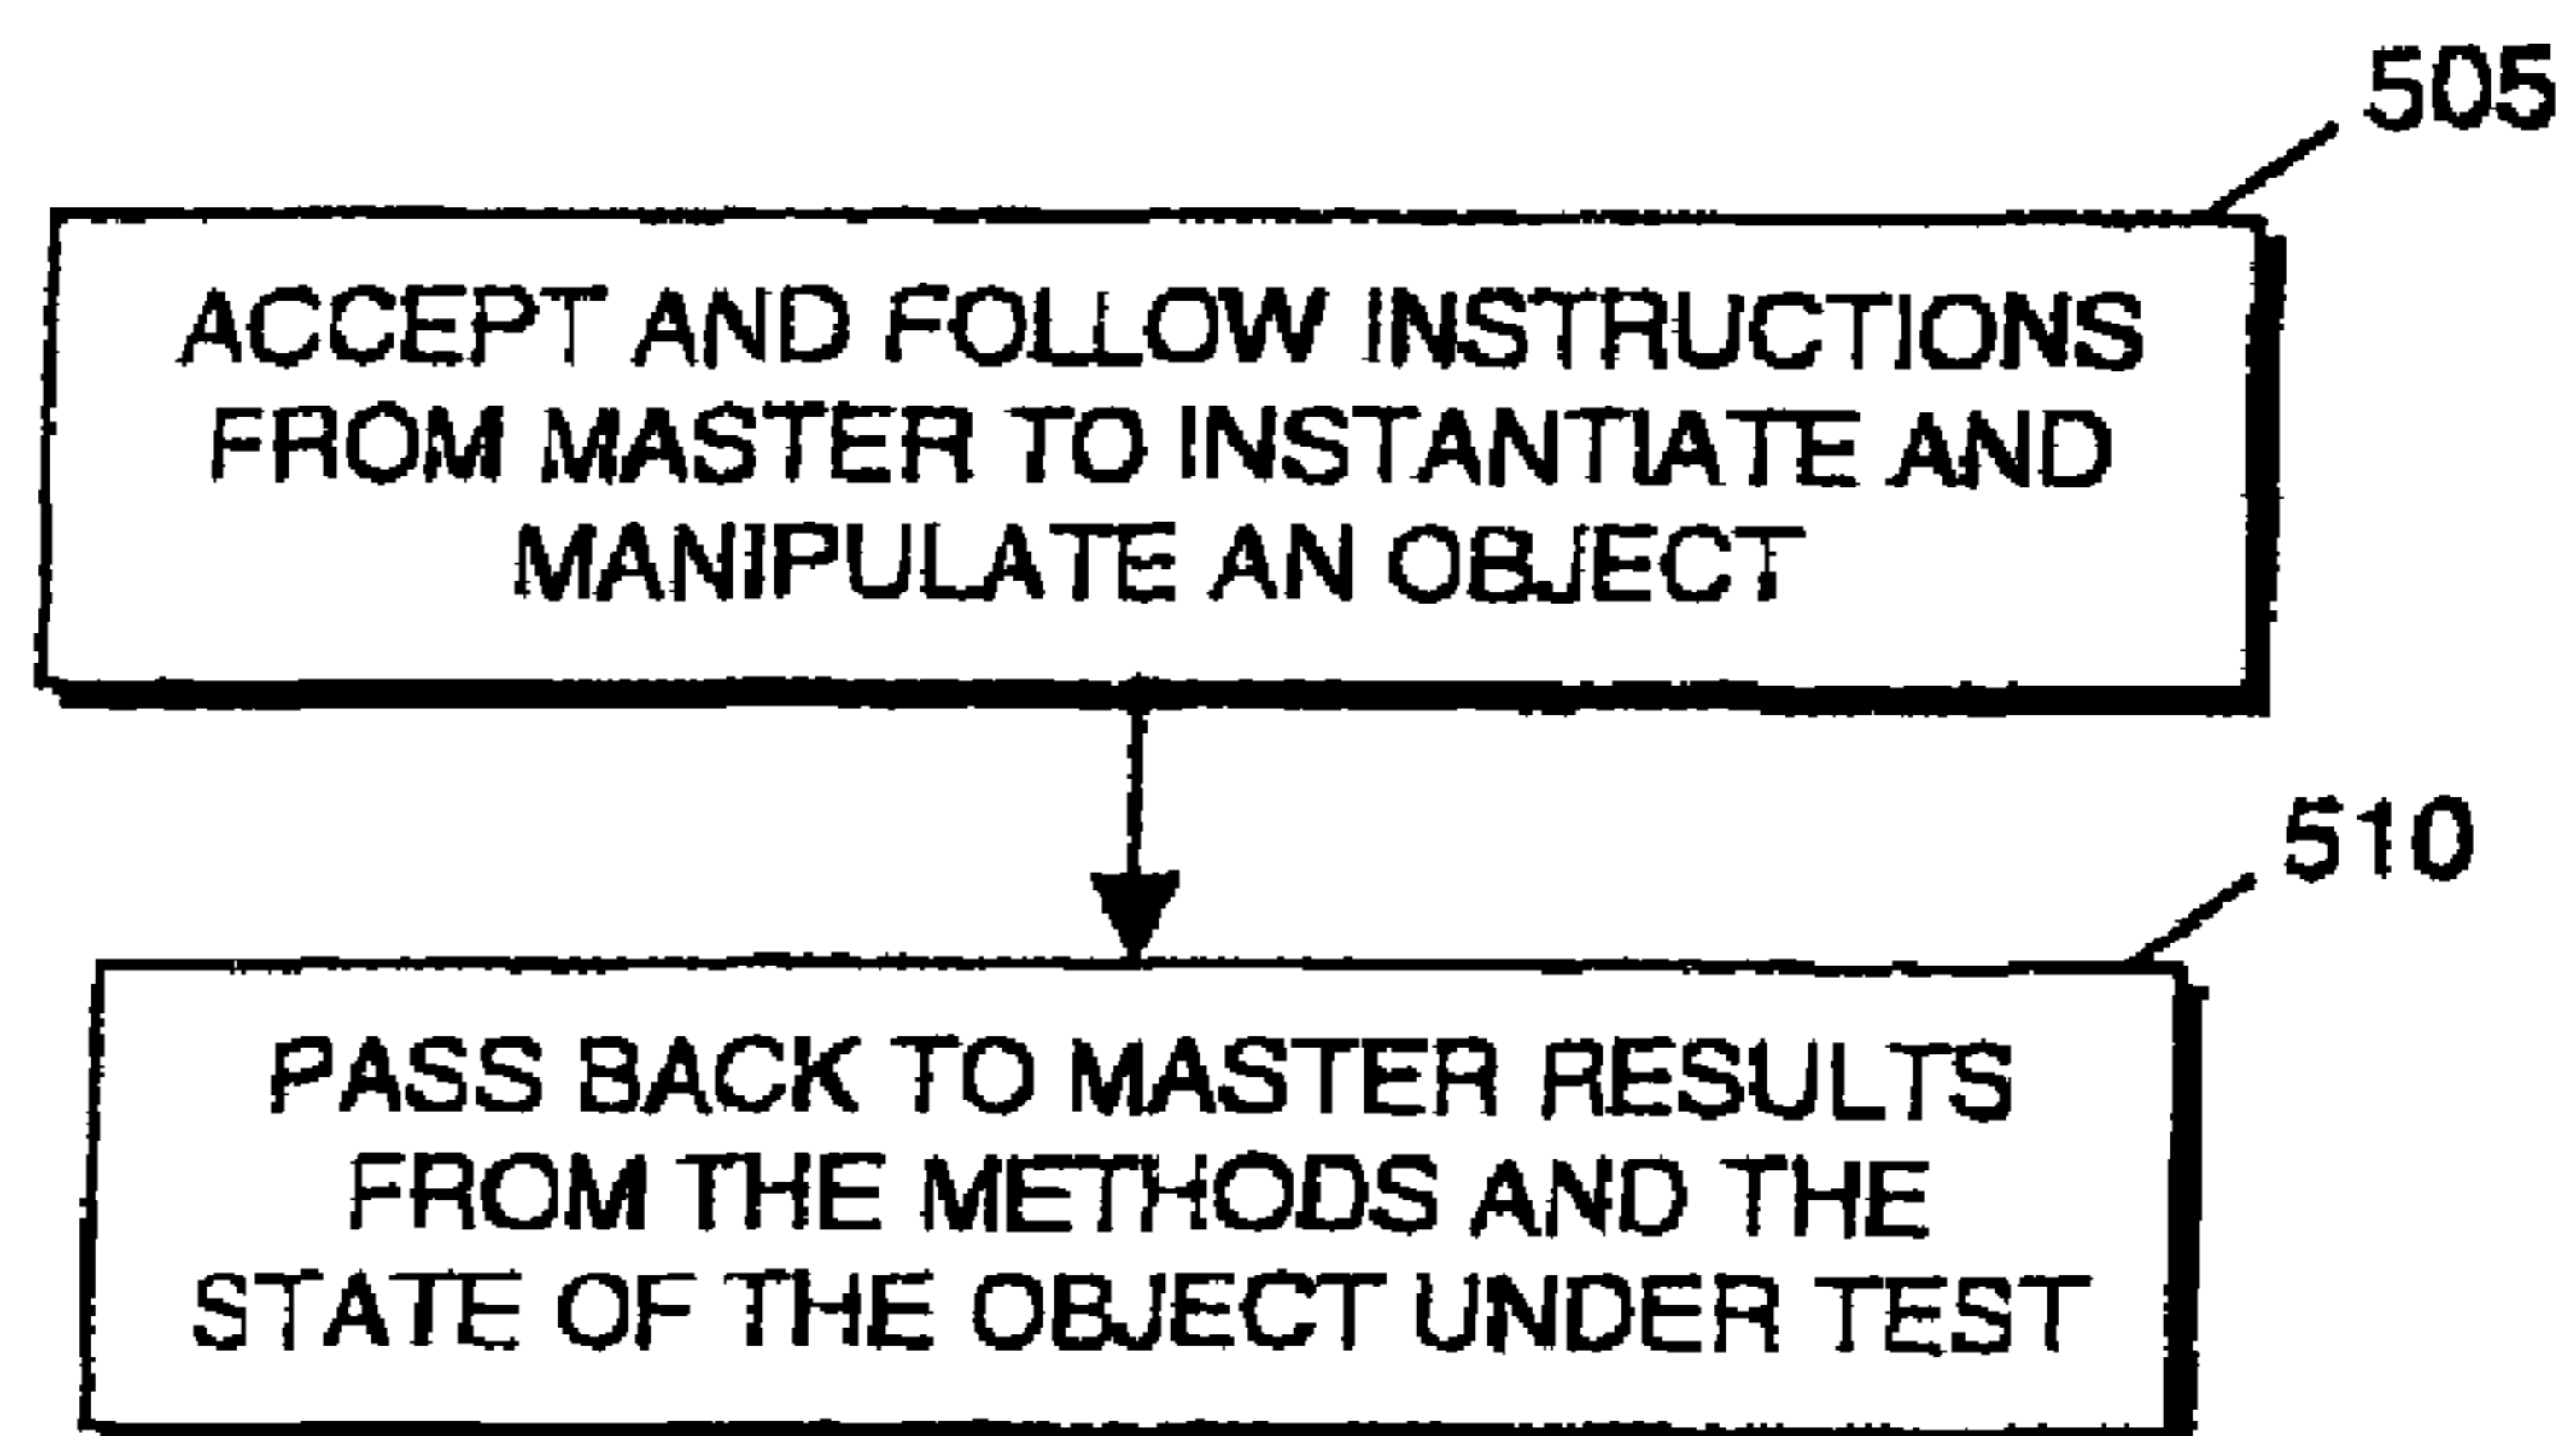 505
ACCEPT AND FOLLOW INSTRUCTIONS
FROM MASTER TO INSTANTIATE AND
MANIPULATE AN OBJECT
510
PASS BACK TO MASTER RESULTS
FROM THE METHODS AND THE
STATE OF THE OBJECT UNDER TEST